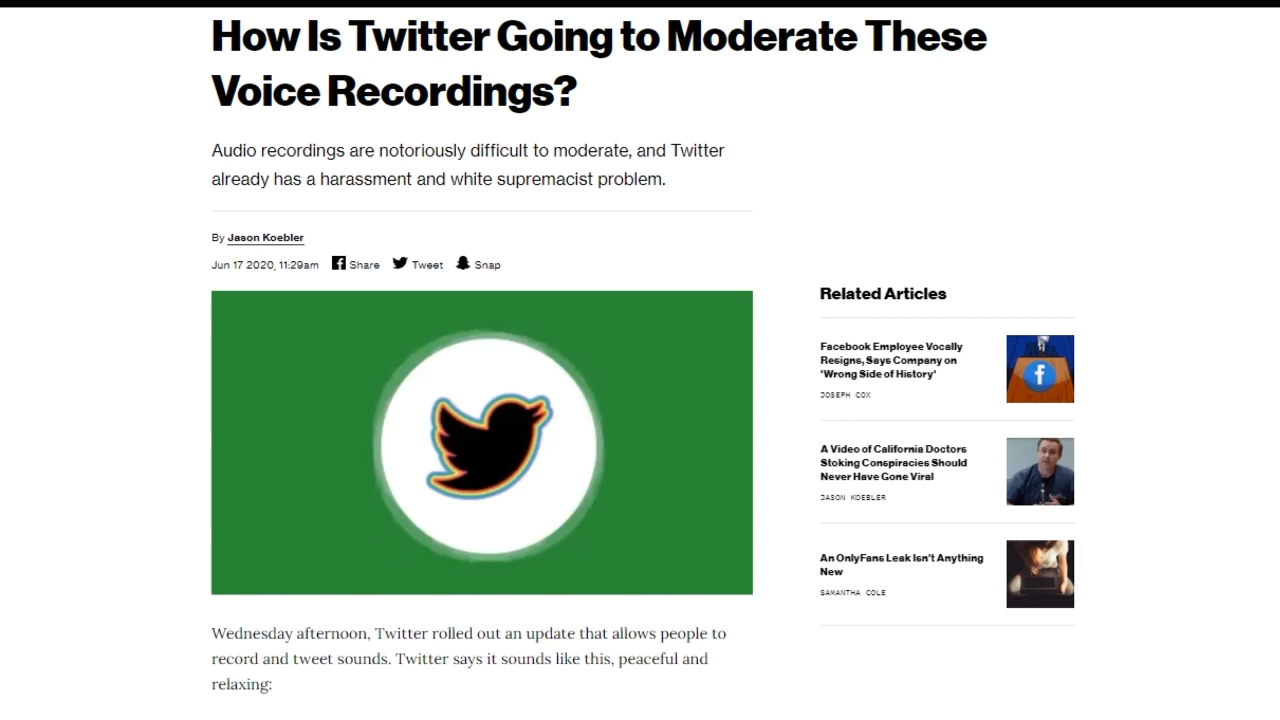 How Is Twitter Going to Moderate These
Voice Recordings?
Audio recordings are notoriously difficult to moderate, and Twitter
already has a harassment and white supremacist problem.
By Jason Koebler
Jun 17 2020, 11:29am Share Tweet Snap
Wednesday afternoon, Twitter rolled out an update that allows people to
record and tweet sounds. Twitter says it sounds like this, peaceful and
relaxing:
Related Articles
Facebook Employee Vocally
Resigns, Says Company on
'Wrong Side of History'
JOSEPH COX
A Video of California Doctors
Stoking Conspiracies Should
Never Have Gone Viral
JASON KOEBLER
An OnlyFans Leak Isn't Anything
New
SAMANTHA COLE